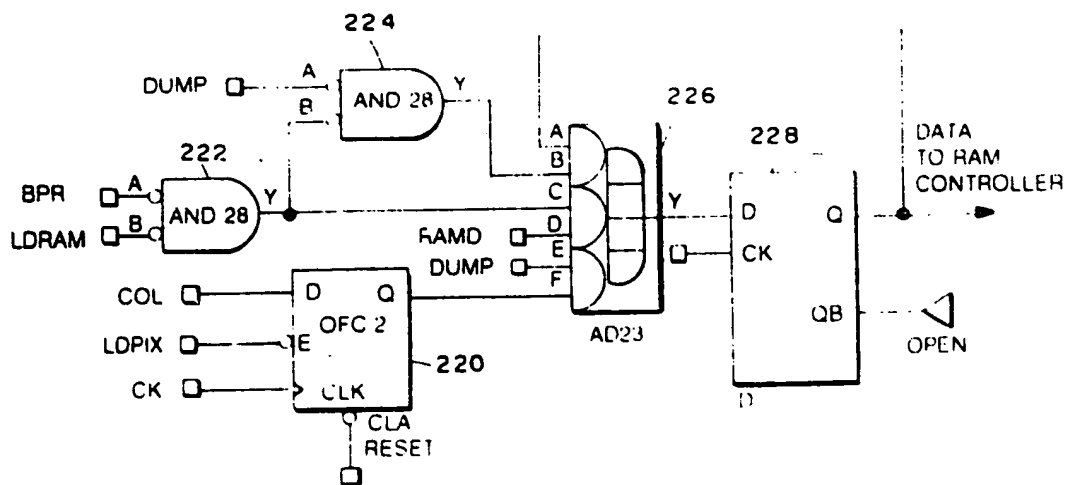 224
DUMP
A
B
AND 28
Y
226
222
BPR
LDRAM
A
B
AND 28
Y
A
B
C
D
E
F
RAMD
DUMP
AD23
Y
228
D
Q
CK
QB
D
DATA
TO RAM
CONTROLLER
OPEN
COL
LDPIX
CK
D
Q
OFC 2
E
CLK
220
CLA
RESET